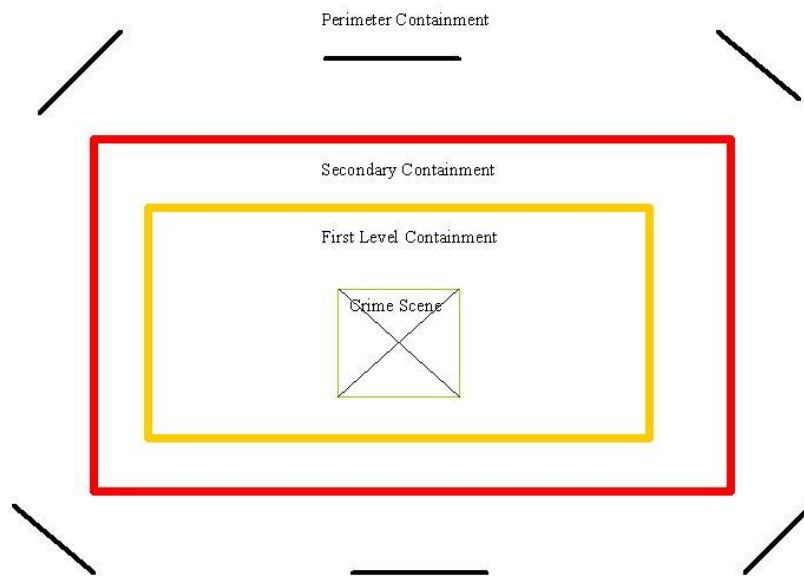 Perimeter Containment
Secondary Containment
First Level Containment
Crime Scene